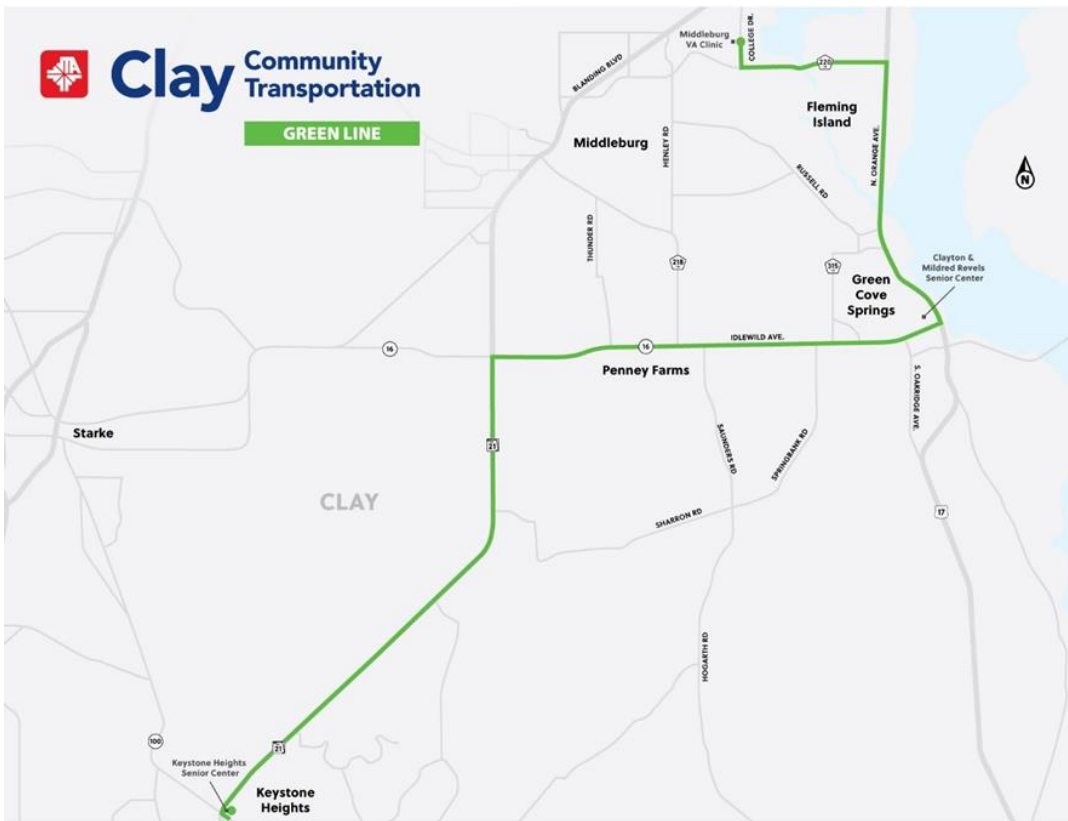 JTA
Clay Community
Transportation
GREEN LINE
Middleburg
VA Clinic
COLLEGE DR.
220
BLANDING BLVD
Fleming
Island
Middleburg
HENLEY RD
N. ORANGE AVE.
RUSSELL RD
N
THUNDER RD
218
315
Clayton &
Mildred Revels
Senior Center
Green
Cove
Springs
IDLEWILD AVE.
16
16
Penney Farms
S. OAKRIDGE AVE.
Starke
21
SAUNDERS RD
SPRINGBANK RD
CLAY
SHARRON RD
17
HOGARTH RD
100
21
Keystone Heights
Senior Center
Keystone
Heights